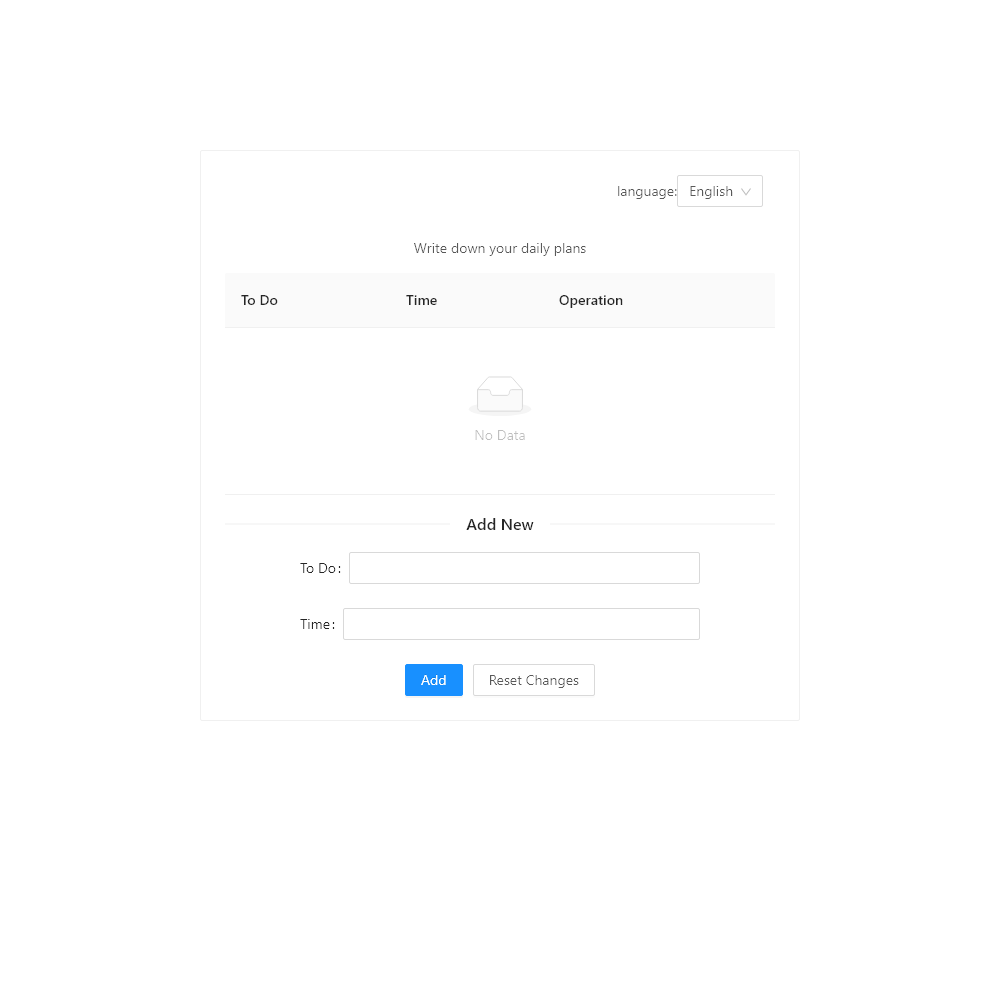 language: English
Write down your daily plans
To Do Time Operation
No Data
Add New
To Do:
Time:
Add Reset Changes